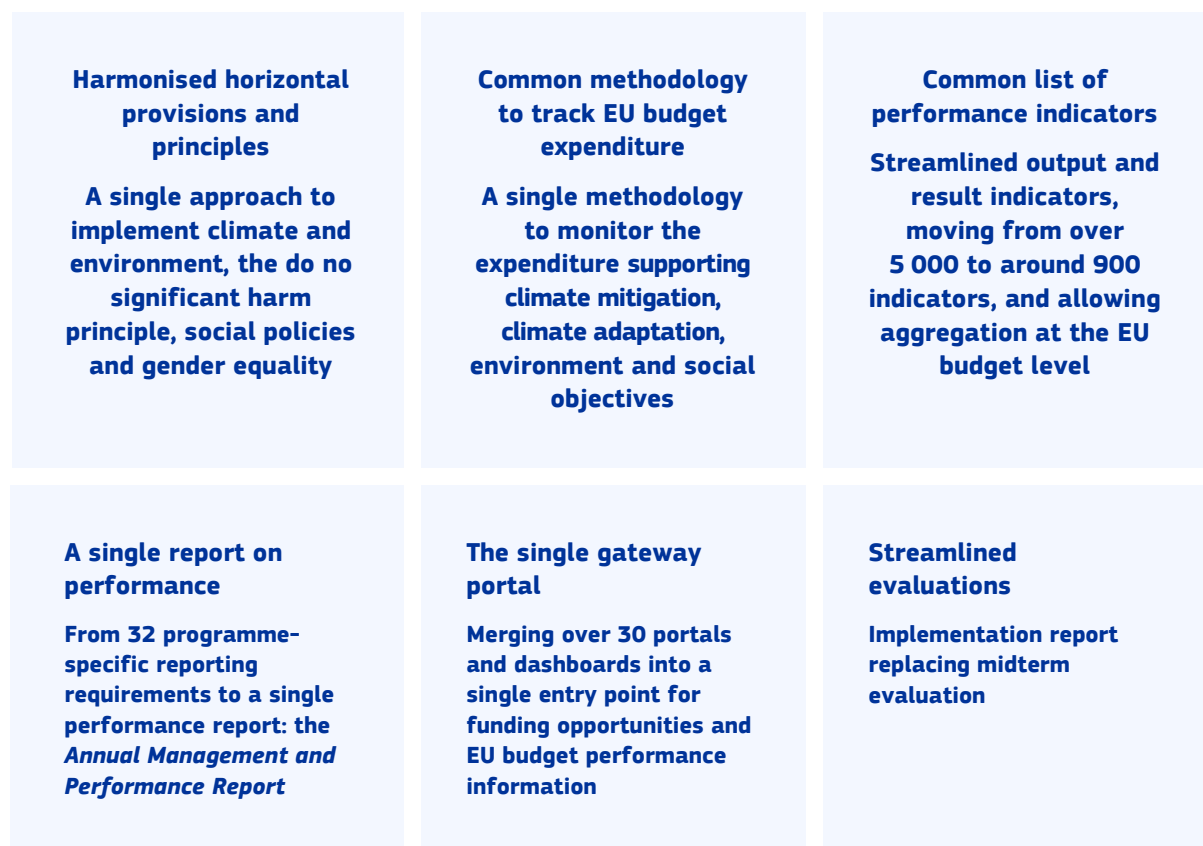 Harmonised horizontal
provisions and
principles
A single approach to
implement climate and
environment, the do no
significant harm
principle, social policies
and gender equality
Common methodology
to track EU budget
expenditure
A single methodology
to monitor the
expenditure supporting
climate mitigation,
climate adaptation,
environment and social
objectives
Common list of
performance indicators
Streamlined output and
result indicators,
moving from over
5 000 to around 900
indicators, and allowing
aggregation at the EU
budget level
A single report on
performance
From 32 programme-
specific reporting
requirements to a single
performance report: the
Annual Management and
Performance Report
The single gateway
portal
Merging over 30 portals
and dashboards into a
single entry point for
funding opportunities and
EU budget performance
information
Streamlined
evaluations
Implementation report
replacing midterm
evaluation